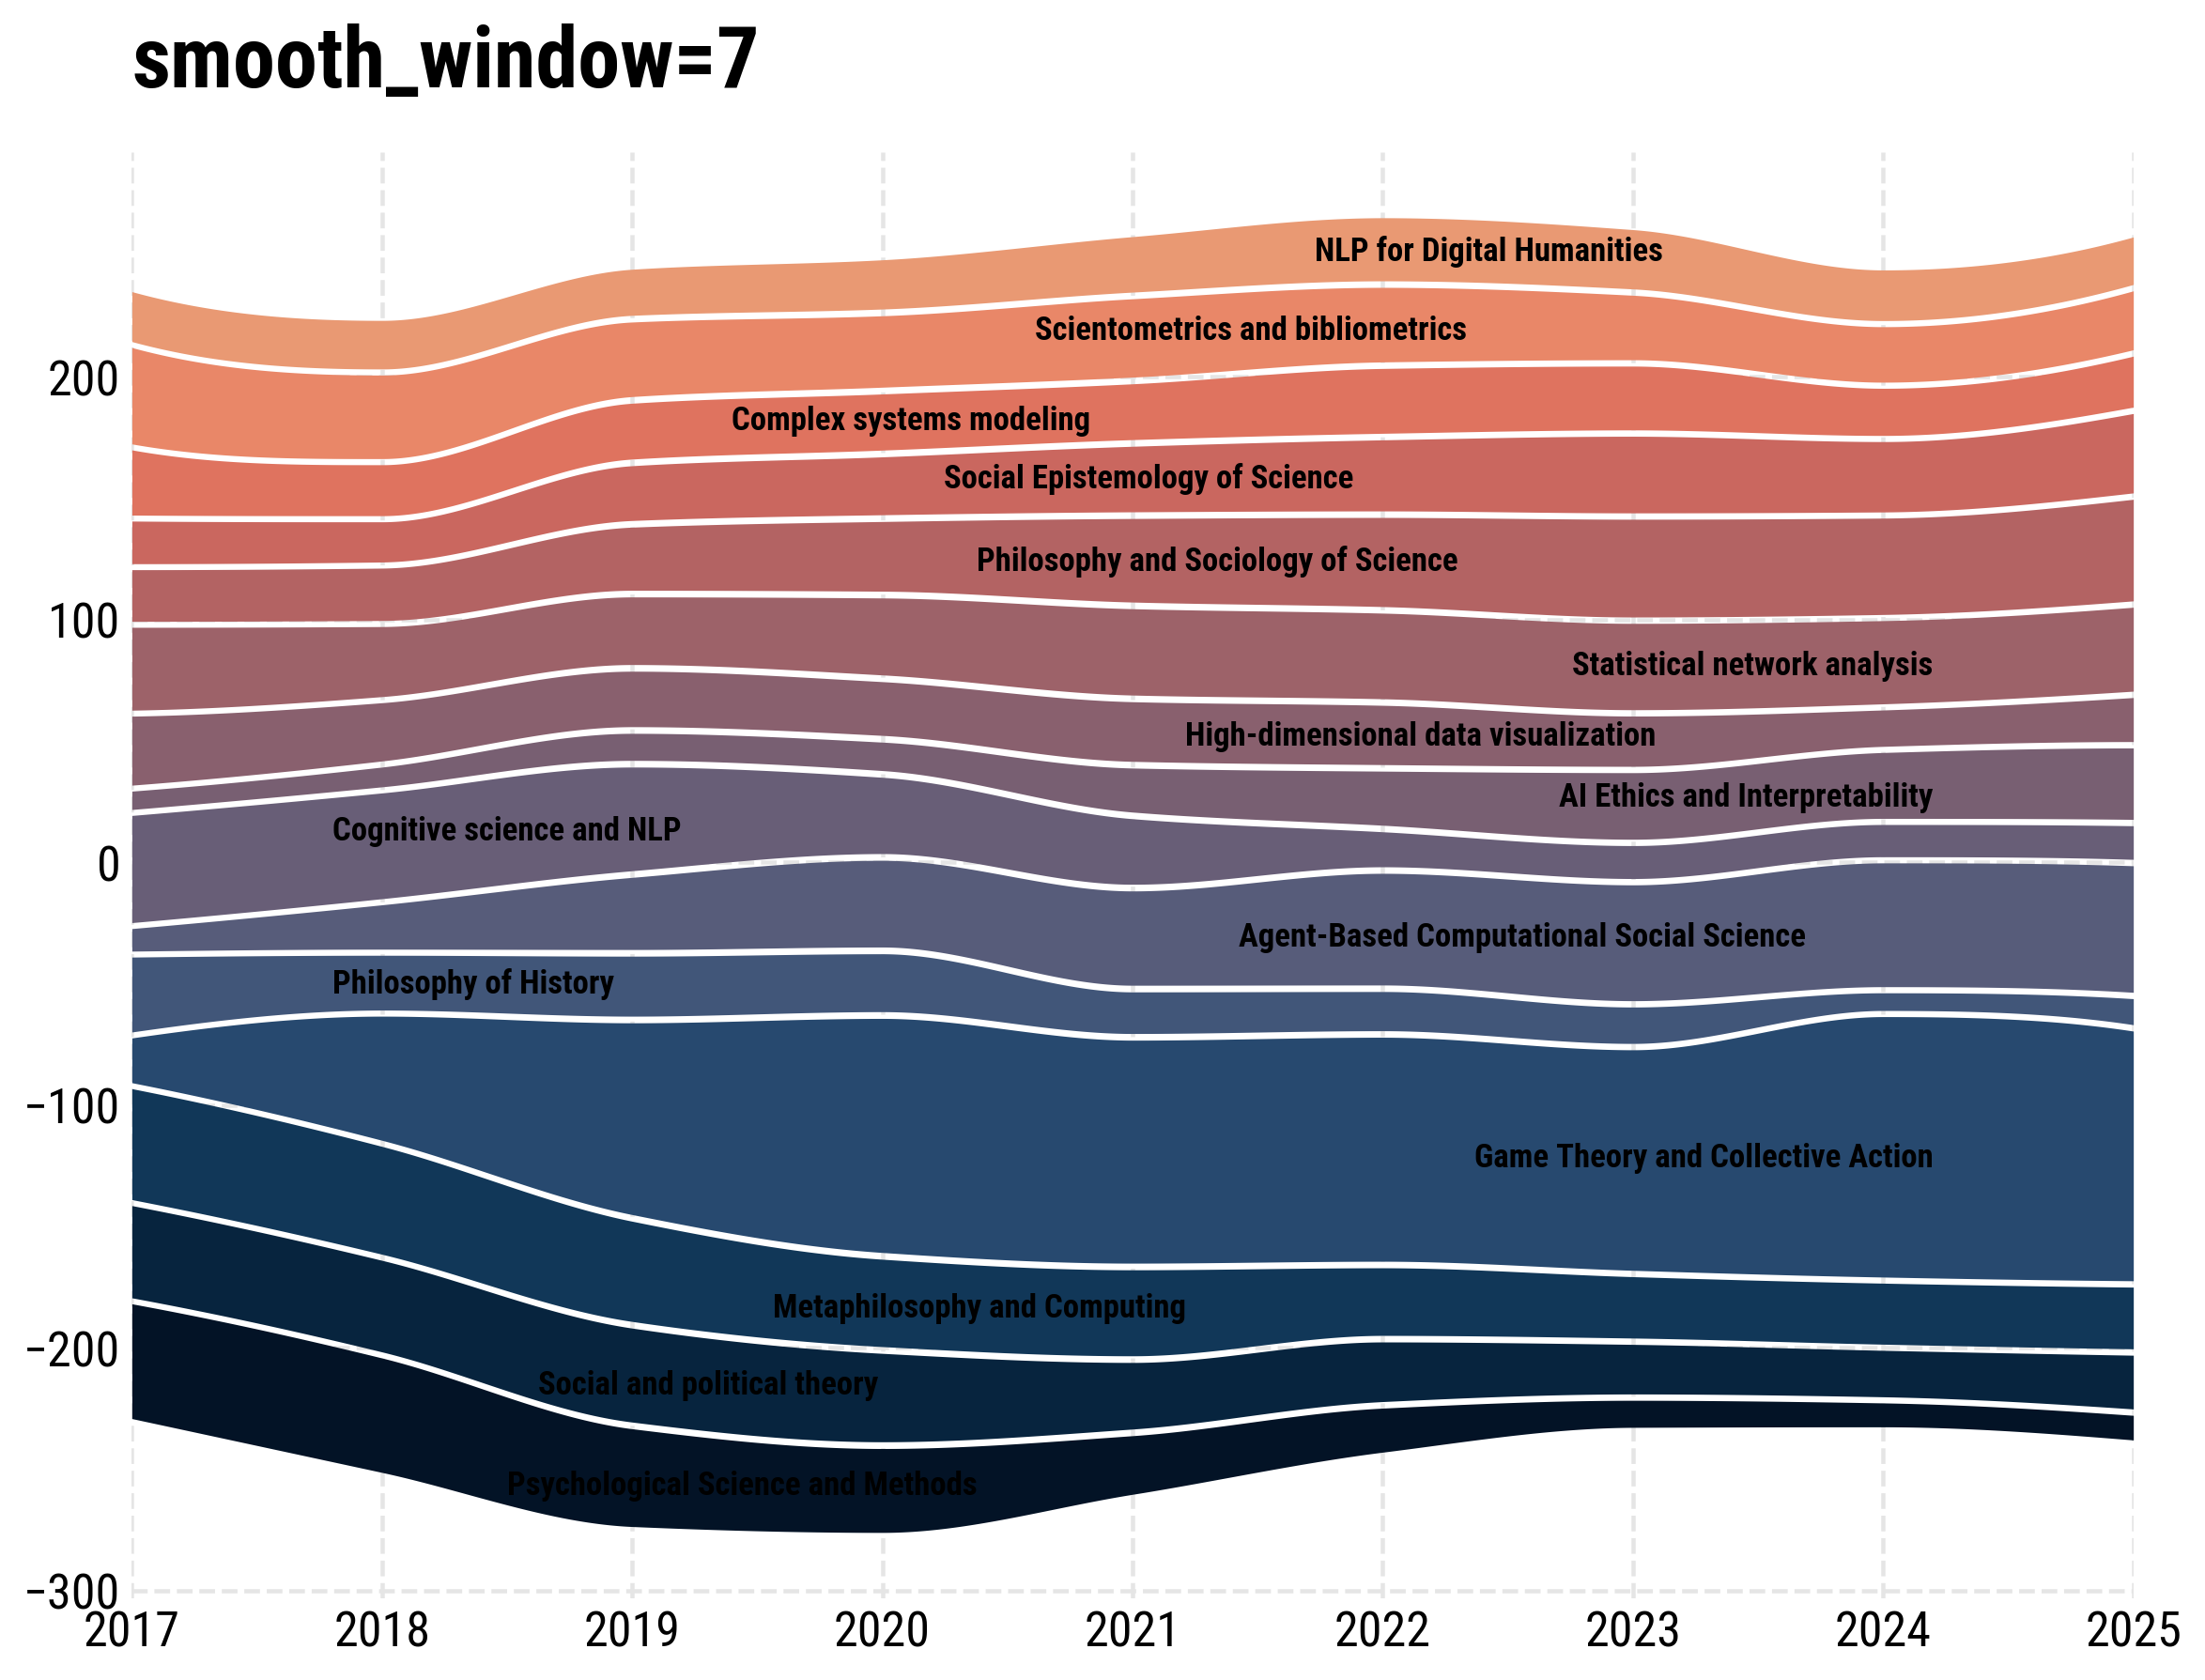 smooth_window=7
NLP for Digital Humanities
Scientometrics and bibliometrics
200
Complex systems modeling
Social Epistemology of Science
Philosophy and Sociology of Science
100
Statistical network analysis
High-dimensional data visualization
AI Ethics and Interpretability
Cognitive science and NLP
0
Agent-Based Computational Social Science
Philosophy of History
−100
Game Theory and Collective Action
Metaphilosophy and Computing
−200
Social and political theory
Psychological Science and Methods
−300
2017 2018 2019 2020 2021 2022 2023 2024 2025